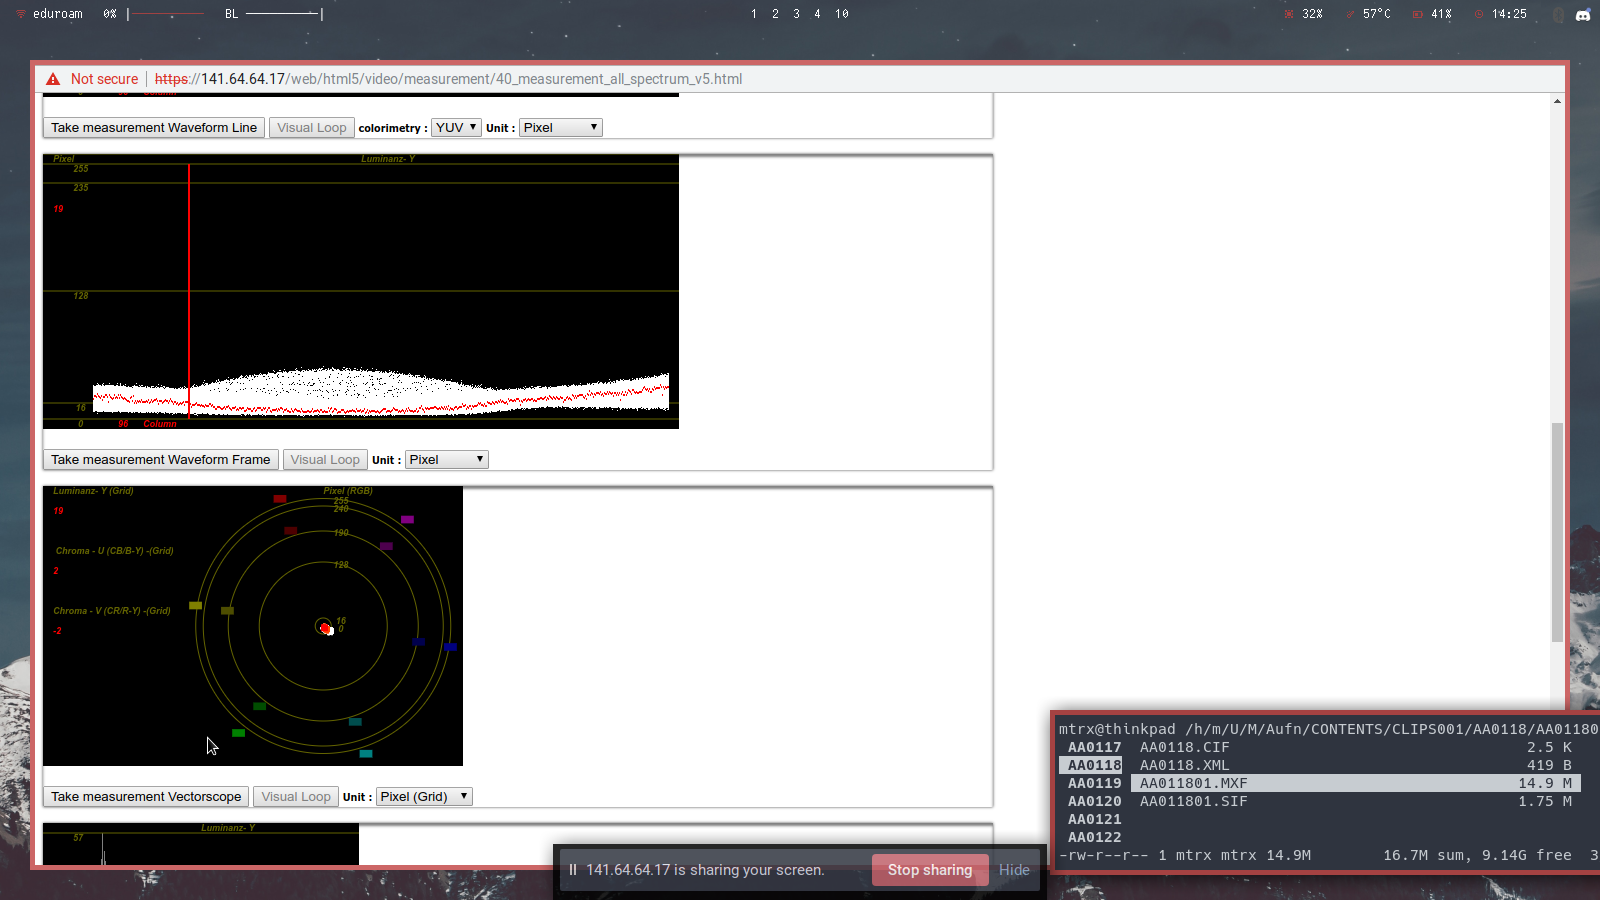 eduroam 0% BL 1 2 3 4 10 32% 57°C 41% 14:25
Not secure https://141.64.64.17/web/html5/video/measurement/40_measurement_all_spectrum_v5.html
Take measurement Waveform Line Visual Loop colorimetry : YUV Unit : Pixel
Pixel Luminanz- Y
255
235
19
128
16
0 96 Column
Take measurement Waveform Frame Visual Loop Unit : Pixel
Luminanz- Y (Grid) Pixel (RGB)
255
240
19
190
Chroma - U (CB/B-Y) -(Grid)
128
2
Chroma - V (CR/R-Y) -(Grid)
16
0
-2
Take measurement Vectorscope Visual Loop Unit : Pixel (Grid)
Luminanz- Y
57
mtrx@thinkpad /h/m/U/M/Aufn/CONTENTS/CLIPS001/AA0118/AA01180
AA0117 AA0118.CIF 2.5 K
AA0118 AA0118.XML 419 B
AA0119 AA011801.MXF 14.9 M
AA0120 AA011801.SIF 1.75 M
AA0121
AA0122
-rw-r--r-- 1 mtrx mtrx 14.9M 16.7M sum, 9.14G free 3
141.64.64.17 is sharing your screen. Stop sharing Hide